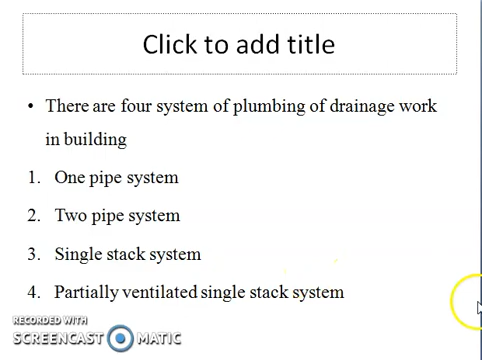 Click to add title
• There are four system of plumbing of drainage work
in building
1. One pipe system
2. Two pipe system
3. Single stack system
4. Partially ventilated single stack system
RECORDED WITH
SCREENCAST MATIC